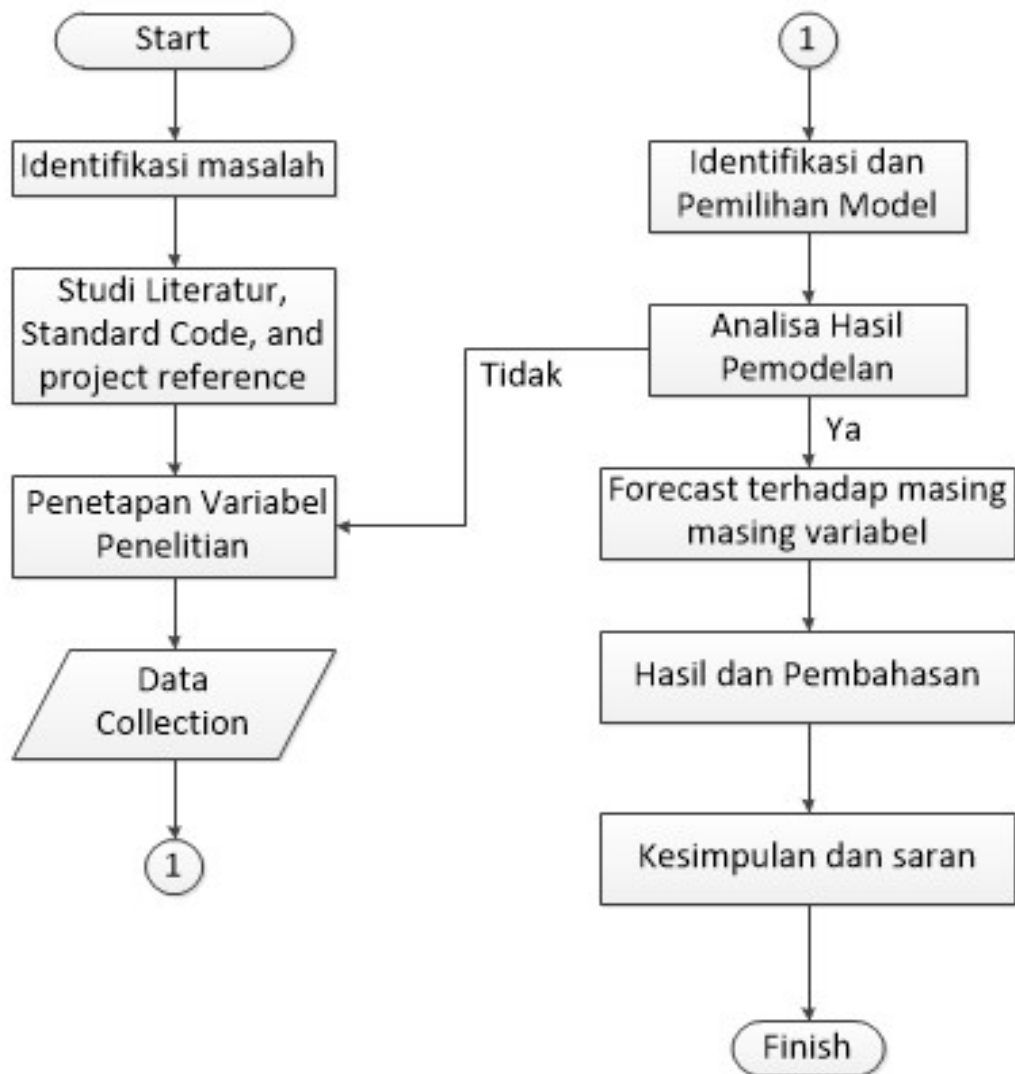 Start
Identifikasi masalah
Studi Literatur,
Standard Code, and
project reference
Penetapan Variabel
Penelitian
Data
Collection
1
1
Identifikasi dan
Pemilihan Model
Analisa Hasil
Pemodelan
Tidak
Ya
Forecast terhadap masing
masing variabel
Hasil dan Pembahasan
Kesimpulan dan saran
Finish